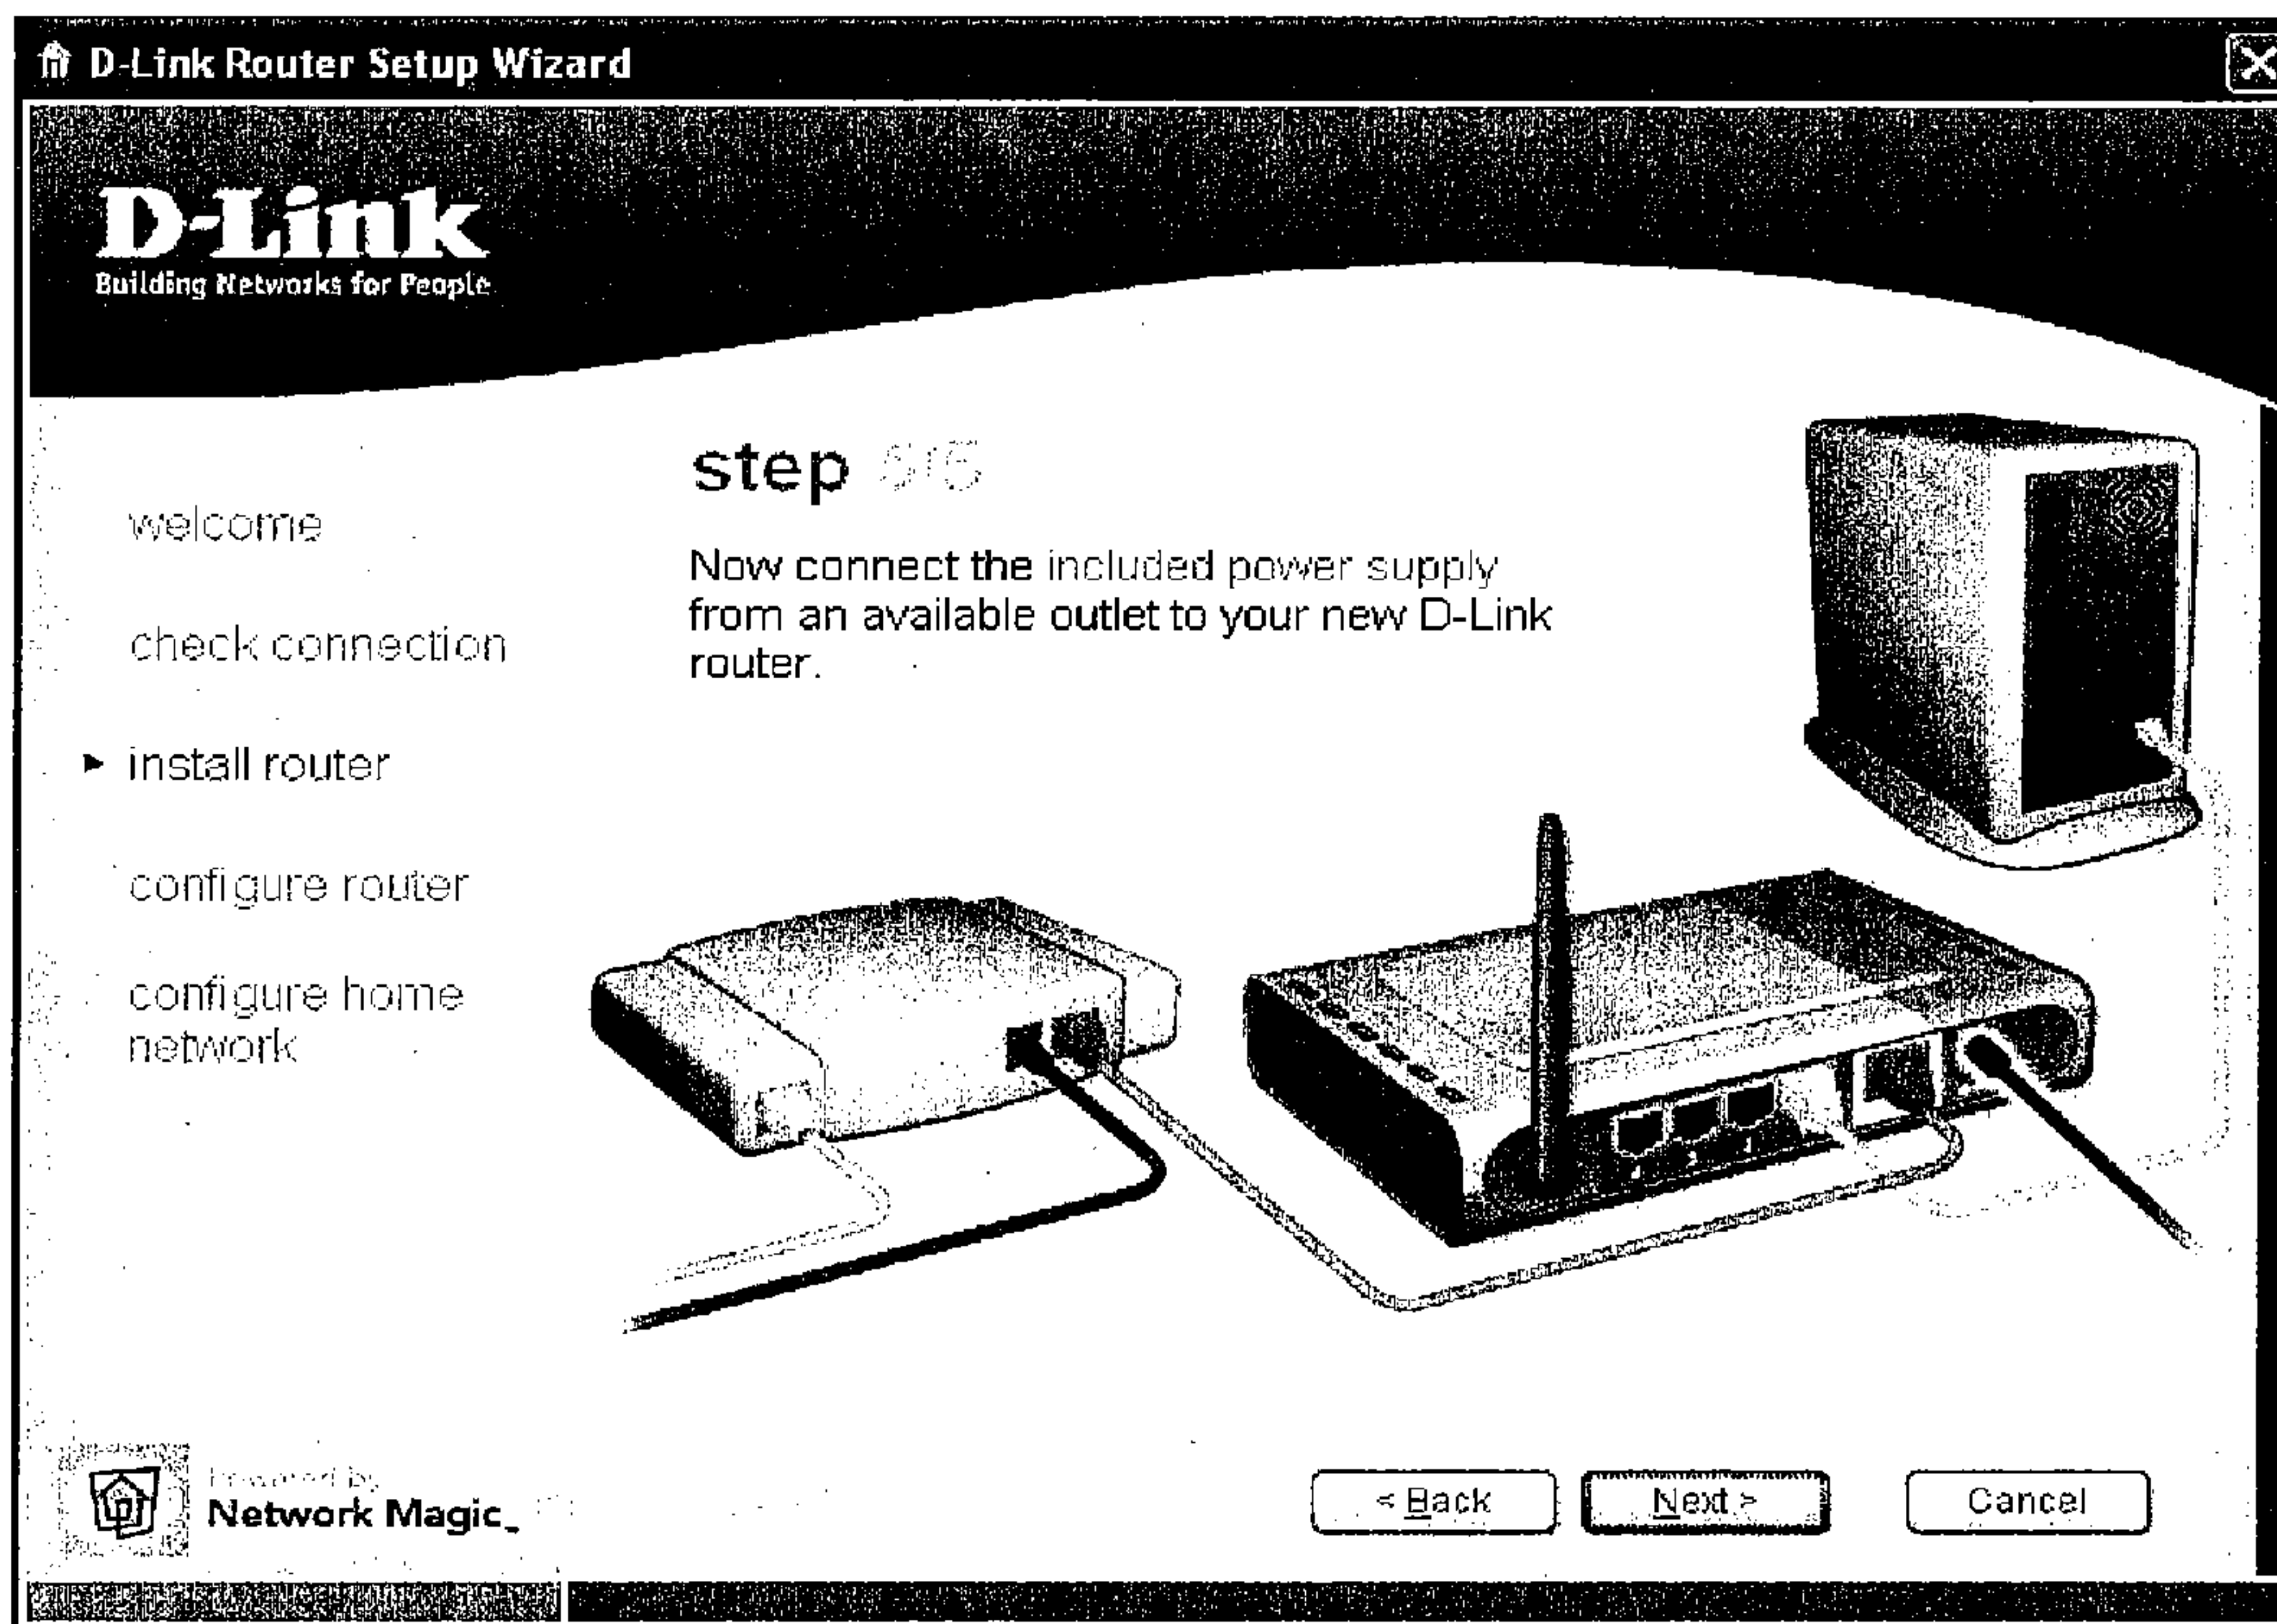 D-Link Router Setup Wizard
D-Link
Building Networks for People
step
welcome
Now connect the included power supply
from an available outlet to your new D-Link
router.
check connection
install router
configure router
configure home
network
Powered by
Network Magic
< Back
Next >
Cancel